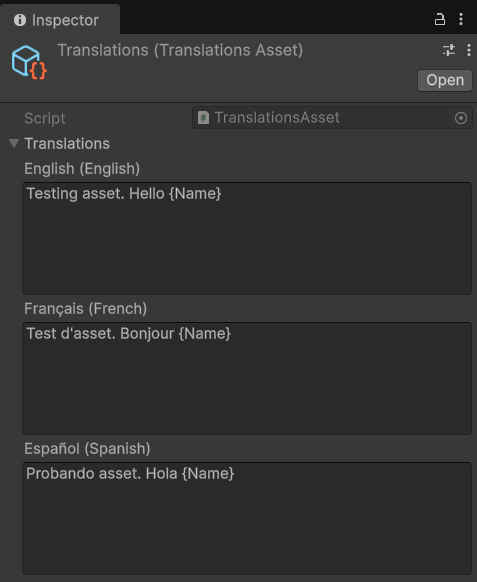 Inspector
Translations (Translations Asset)
Open
Script
TranslationsAsset
Translations
English (English)
Testing asset. Hello {Name}
Français (French)
Test d'asset. Bonjour {Name}
Español (Spanish)
Probando asset. Hola {Name}